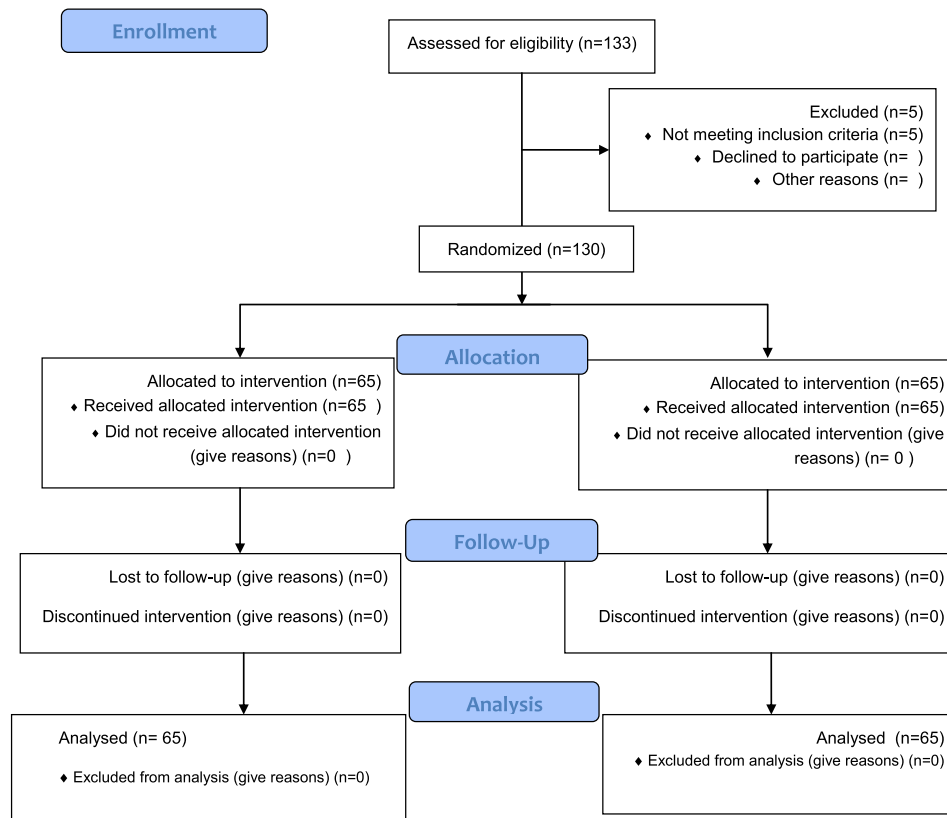 Enrollment
Assessed for eligibility (n=133)
Excluded (n=5)
♦ Not meeting inclusion criteria (n=5)
♦ Declined to participate (n= )
♦ Other reasons (n= )
Randomized (n=130)
Allocation
Allocated to intervention (n=65)
♦ Received allocated intervention (n=65 )
♦ Did not receive allocated intervention
(give reasons) (n=0 )
Allocated to intervention (n=65)
♦ Received allocated intervention (n=65)
♦ Did not receive allocated intervention (give
reasons) (n= 0 )
Follow-Up
Lost to follow-up (give reasons) (n=0)
Discontinued intervention (give reasons) (n=0)
Lost to follow-up (give reasons) (n=0)
Discontinued intervention (give reasons) (n=0)
Analysis
Analysed (n= 65)
♦ Excluded from analysis (give reasons) (n=0)
Analysed (n=65)
♦ Excluded from analysis (give reasons) (n=0)